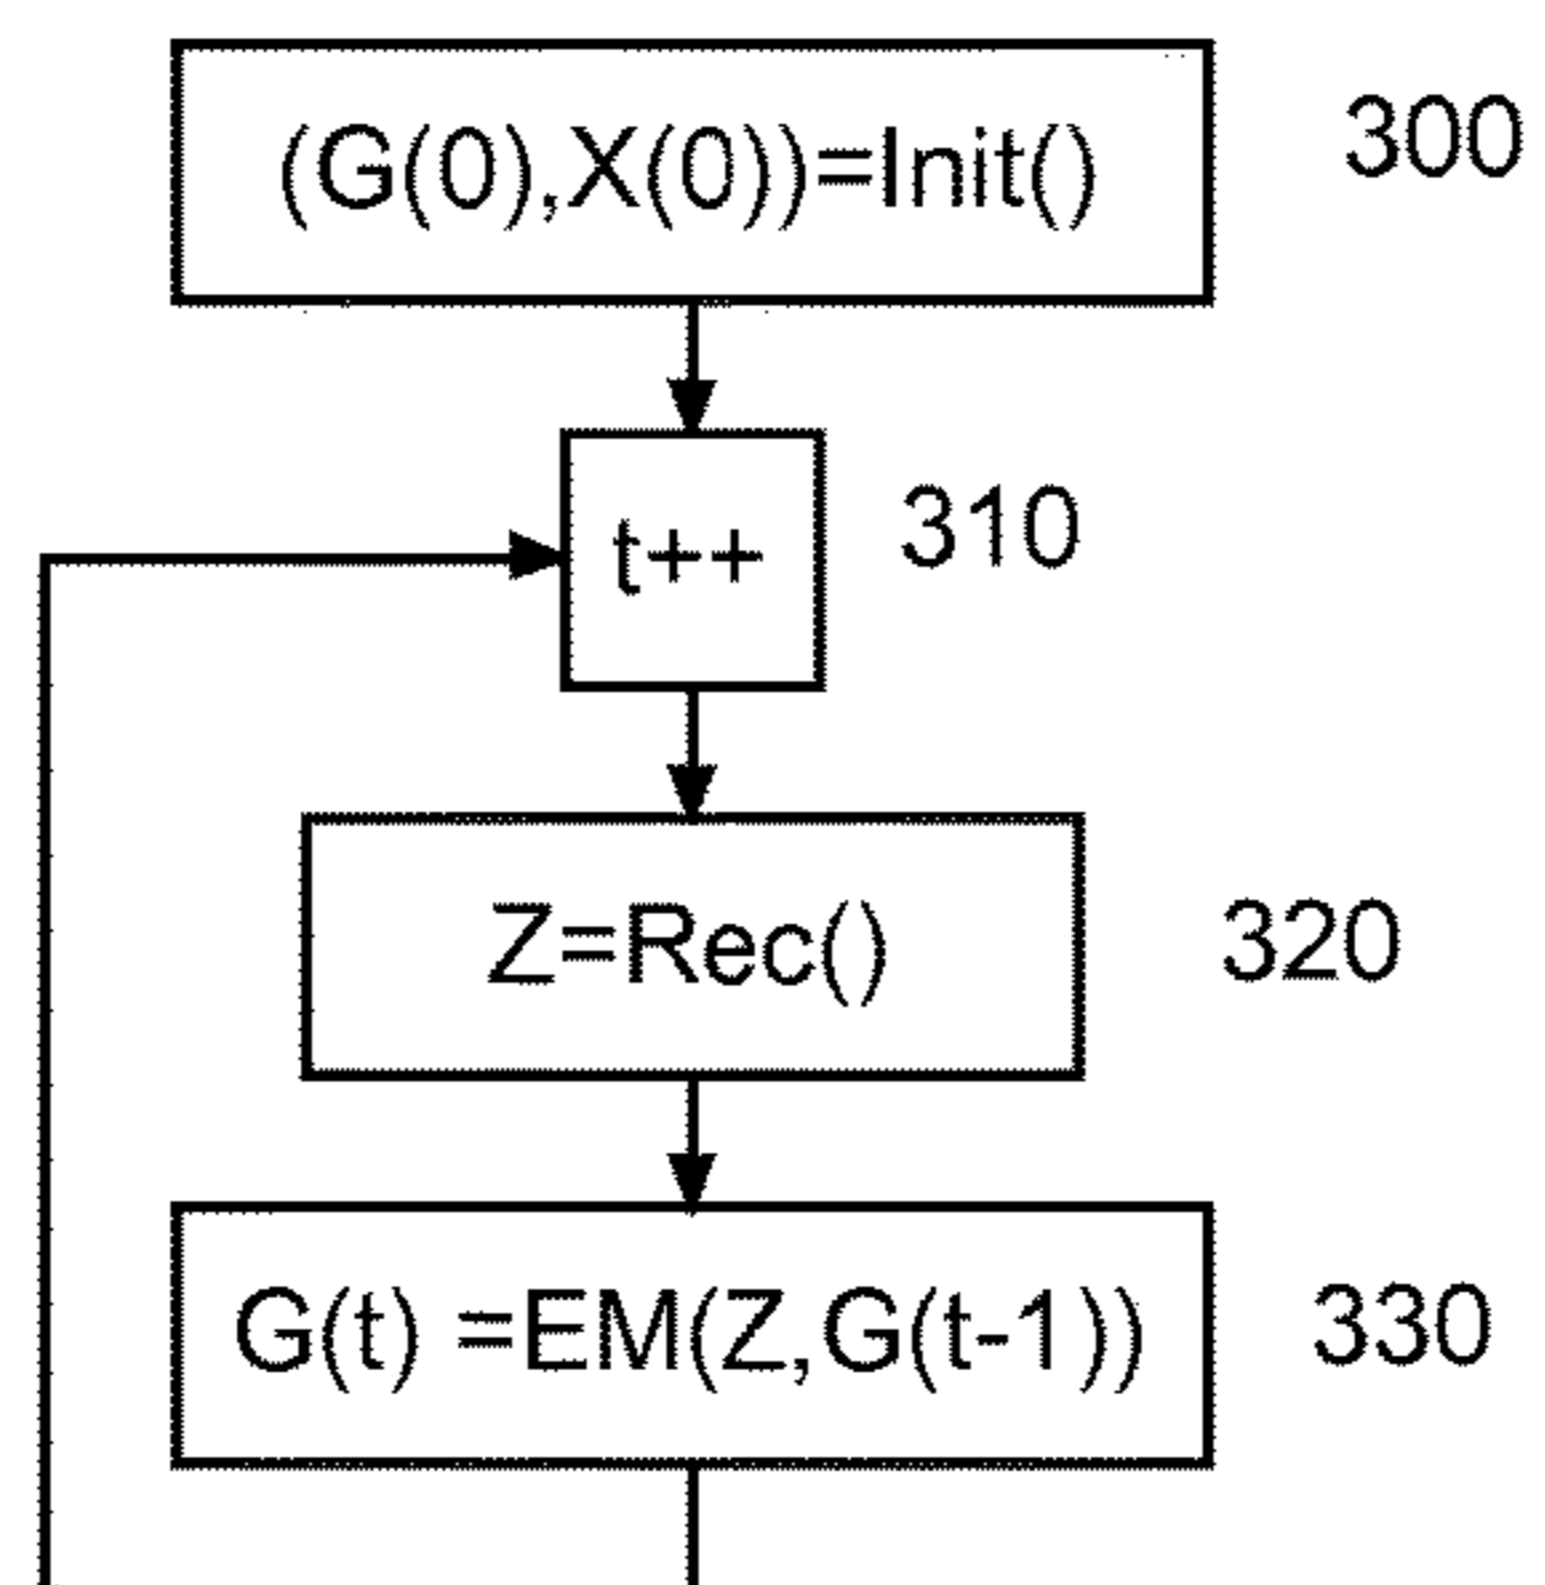 (G(0),X(0))=Init() 300
t++ 310
Z=Rec() 320
G(t) =EM(Z,G(t-1)) 330